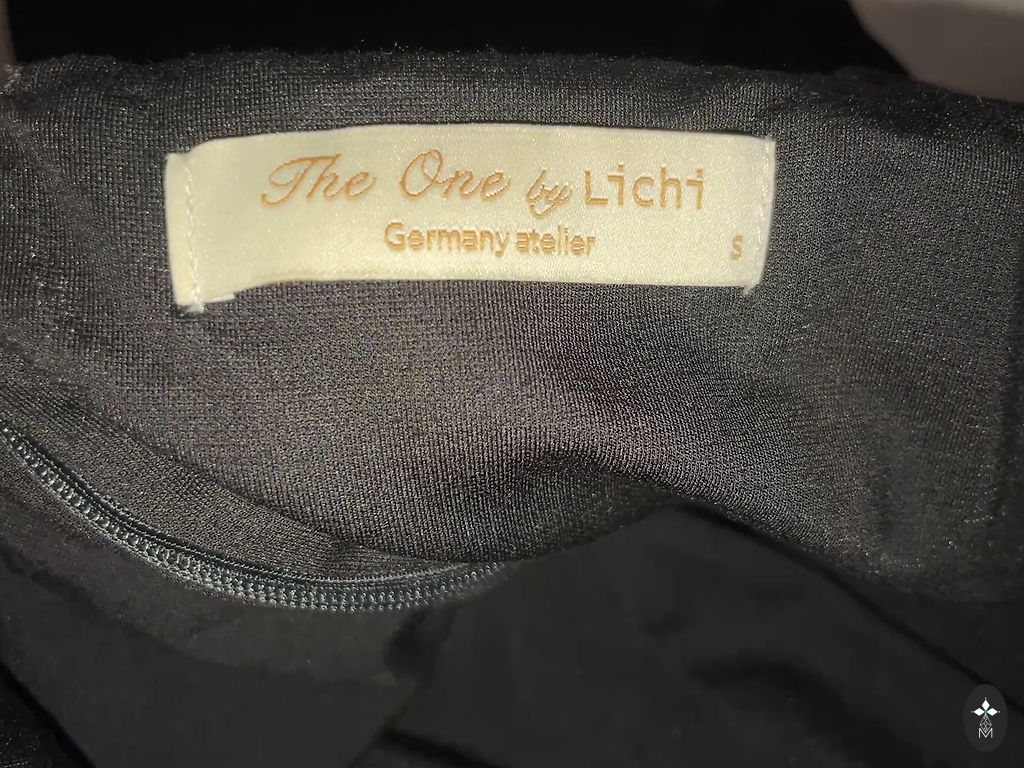 The One by Lichi
Germany atelier
S
M